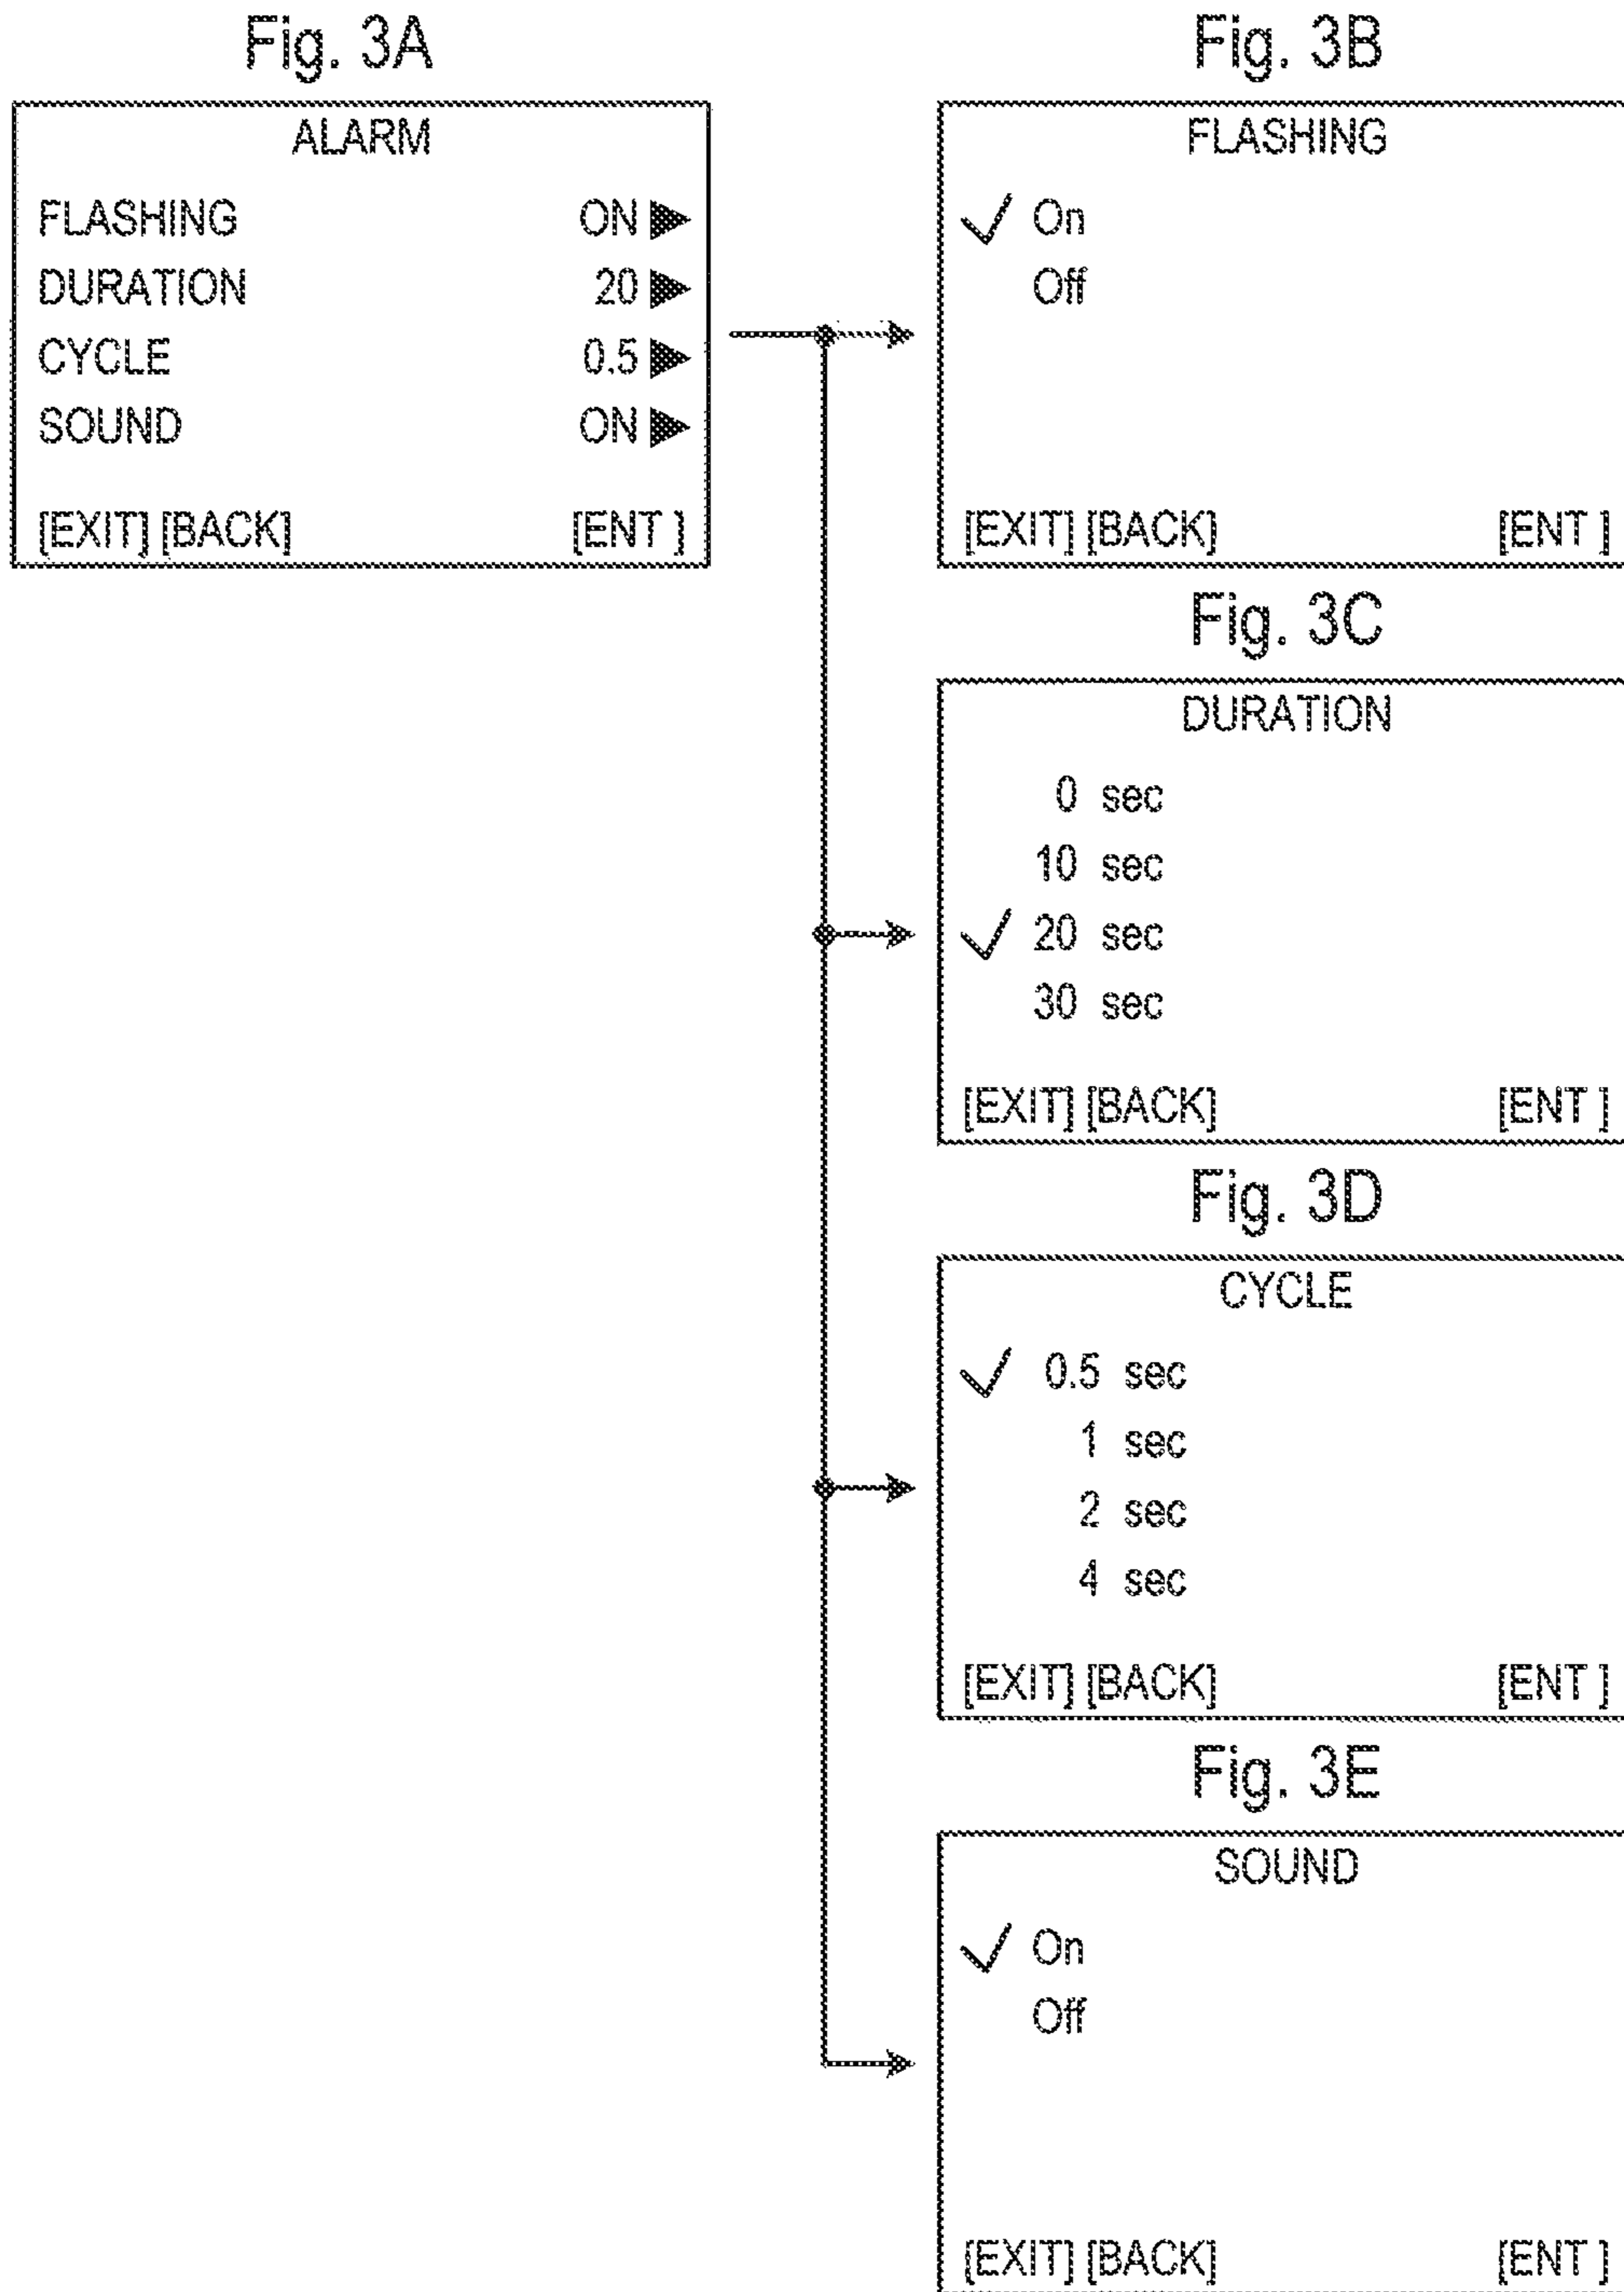 Fig. 3A
ALARM
FLASHING ON
DURATION 20
CYCLE 0.5
SOUND ON
[EXIT] [BACK] [ENT ]
Fig. 3B
FLASHING
On
Off
[EXIT] [BACK] [ENT ]
Fig. 3C
DURATION
0 sec
10 sec
20 sec
30 sec
[EXIT] [BACK] [ENT ]
Fig. 3D
CYCLE
0.5 sec
1 sec
2 sec
4 sec
[EXIT] [BACK] [ENT ]
Fig. 3E
SOUND
On
Off
[EXIT] [BACK] [ENT ]